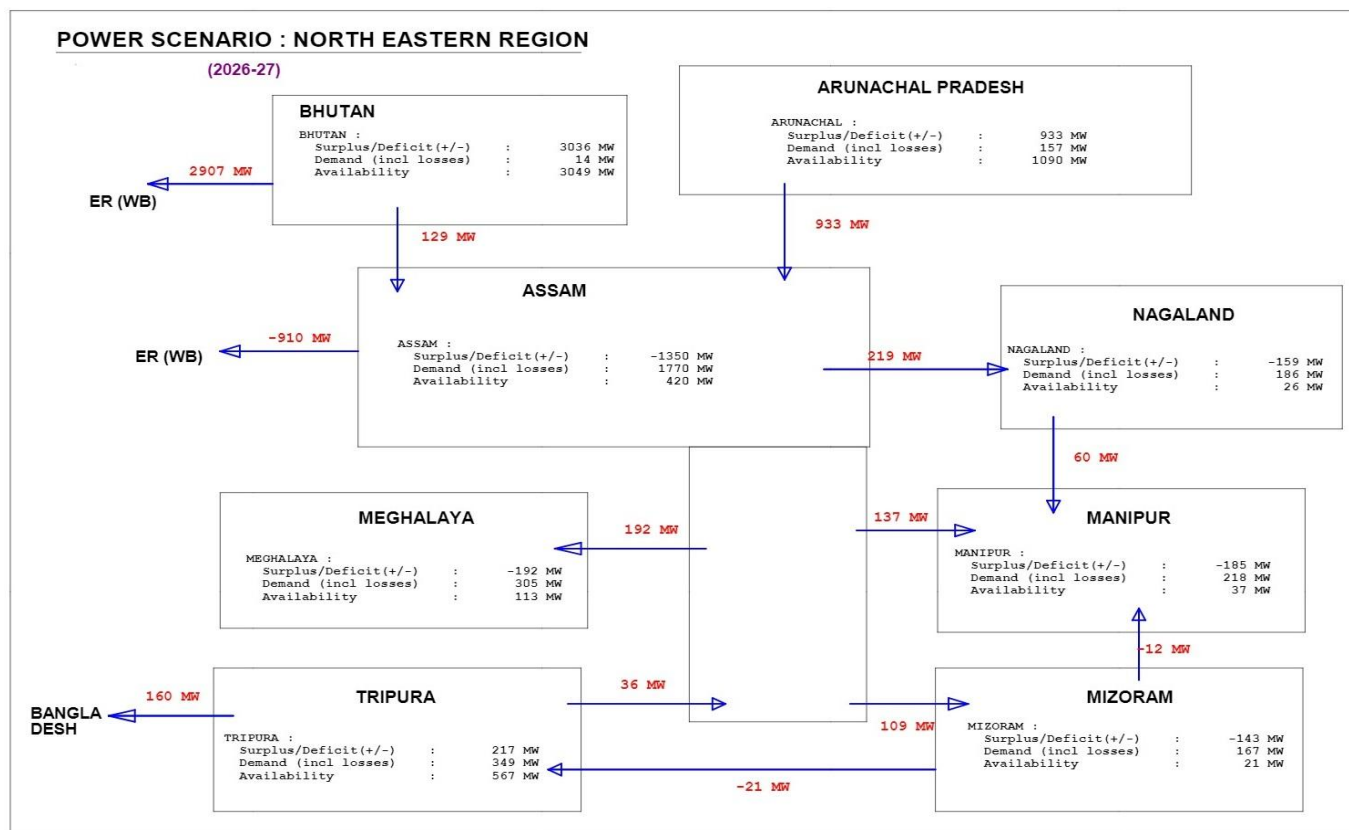 POWER SCENARIO : NORTH EASTERN REGION
(2026-27)
BHUTAN
BHUTAN :
Surplus/Deficit(+/-) : 3036 MW
Demand (incl losses) : 14 MW
Availability : 3049 MW
2907 MW
ER (WB)
129 MW
ARUNACHAL PRADESH
ARUNACHAL :
Surplus/Deficit(+/-) : 933 MW
Demand (incl losses) : 157 MW
Availability : 1090 MW
933 MW
ASSAM
ASSAM :
Surplus/Deficit(+/-) : -1350 MW
Demand (incl losses) : 1770 MW
Availability : 420 MW
-910 MW
ER (WB)
219 MW
NAGALAND
NAGALAND :
Surplus/Deficit(+/-) : -159 MW
Demand (incl losses) : 186 MW
Availability : 26 MW
60 MW
MEGHALAYA
MEGHALAYA :
Surplus/Deficit(+/-) : -192 MW
Demand (incl losses) : 305 MW
Availability : 113 MW
192 MW
137 MW
MANIPUR
MANIPUR :
Surplus/Deficit(+/-) : -185 MW
Demand (incl losses) : 218 MW
Availability : 37 MW
-12 MW
TRIPURA
TRIPURA :
Surplus/Deficit(+/-) : 217 MW
Demand (incl losses) : 349 MW
Availability : 567 MW
160 MW
BANGLA
DESH
36 MW
109 MW
-21 MW
MIZORAM
MIZORAM :
Surplus/Deficit(+/-) : -143 MW
Demand (incl losses) : 167 MW
Availability : 21 MW